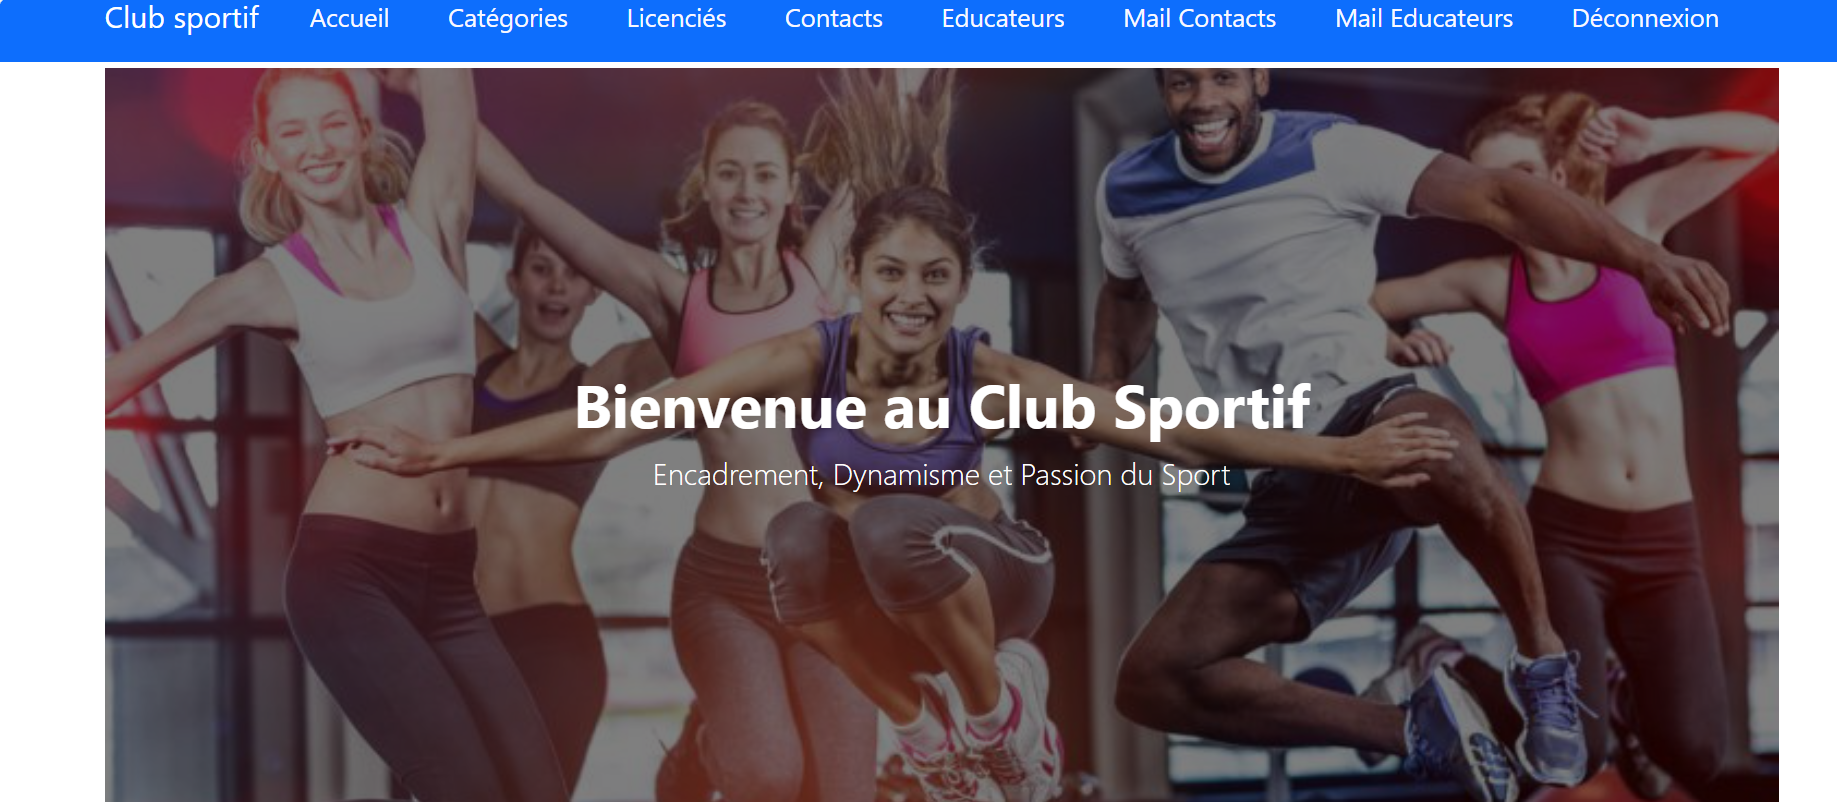 Club sportif Accueil Catégories Licenciés Contacts Educateurs Mail Contacts Mail Educateurs Déconnexion
Bienvenue au Club Sportif
Encadrement, Dynamisme et Passion du Sport